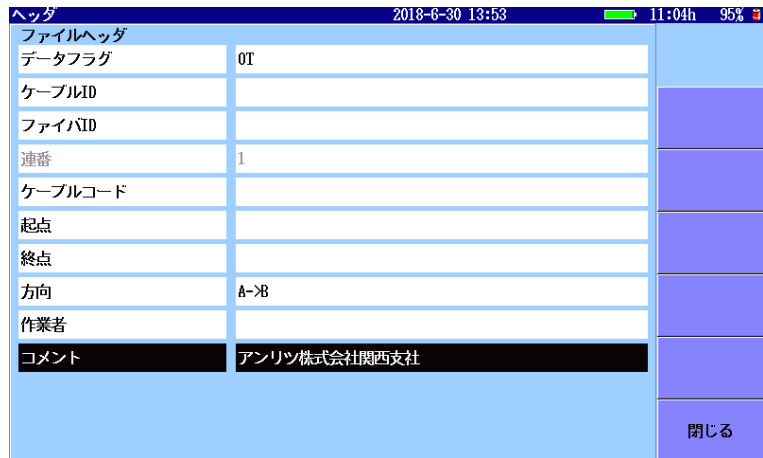 ヘッダ 2018-6-30 13:53 11:04h 95%
ファイルヘッダ
データフラグ OT
ケーブルID
ファイバID
連番 1
ケーブルコード
起点
終点
方向 A->B
作業者
コメント アンリツ株式会社関西支社
閉じる